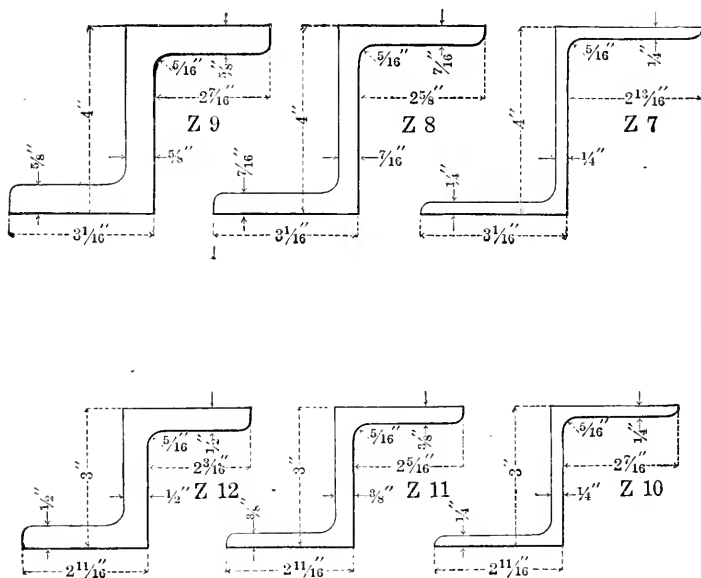 5/16" 5/8" 5/16" 7/16" 5/16" 1/4"
2 7/16" 2 5/8" 2 13/16"
4" Z 9 4" Z 8 4" Z 7
5/8" 5/8" 7/16 7/16" 1/4" 1/4"
3 1/16" 3 1/16" 3 1/16"
5/16" 1/2" 5/16" 3/8" 5/16" 1/4"
3" 2 3/16" 3" 2 5/16" 3" 2 7/16"
1/2" 1/2" Z 12 3/8" 3/8" Z 11 1/4 1/4" Z 10
2 11/16" 2 11/16" 2 11/16"